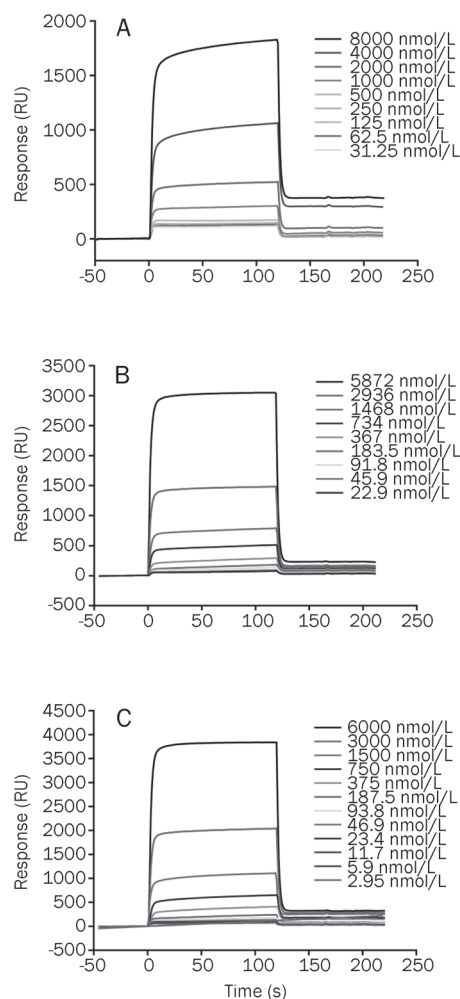 A
2000
1500
1000
500
0
-50 0 50 100 150 200 250
Response (RU)
8000 nmol/L
4000 nmol/L
2000 nmol/L
1000 nmol/L
500 nmol/L
250 nmol/L
125 nmol/L
62.5 nmol/L
31.25 nmol/L
B
3500
3000
2500
2000
1500
1000
500
0
-500
-50 0 50 100 150 200 250
Response (RU)
5872 nmol/L
2936 nmol/L
1468 nmol/L
734 nmol/L
367 nmol/L
183.5 nmol/L
91.8 nmol/L
45.9 nmol/L
22.9 nmol/L
C
4500
4000
3500
3000
2500
2000
1500
1000
500
0
-500
-50 0 50 100 150 200 250
Response (RU)
6000 nmol/L
3000 nmol/L
1500 nmol/L
750 nmol/L
375 nmol/L
187.5 nmol/L
93.8 nmol/L
46.9 nmol/L
23.4 nmol/L
11.7 nmol/L
5.9 nmol/L
2.95 nmol/L
Time (s)